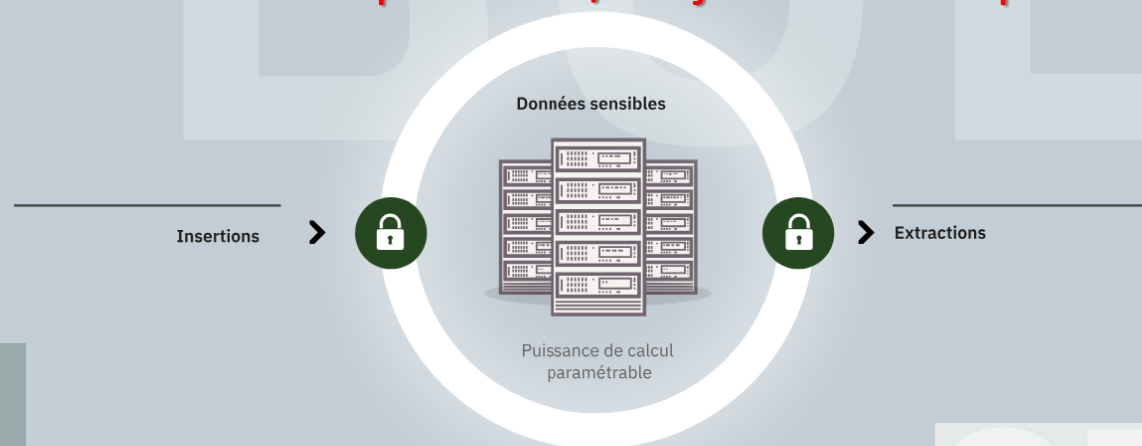 Données sensibles
Insertions
Extractions
Puissance de calcul
paramétrable